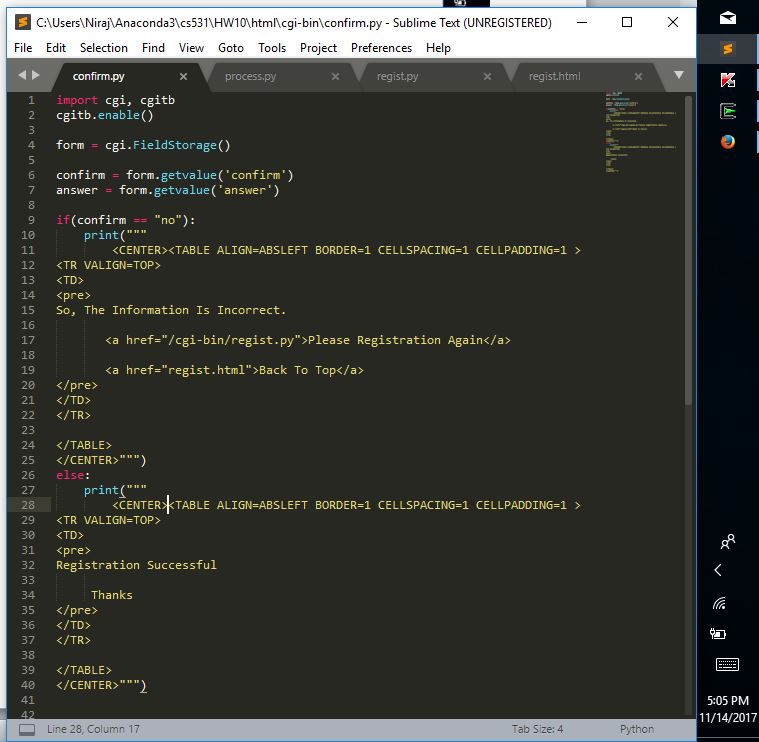 C:\Users\Niraj\Anaconda3\cs531\HW10\html\cgi-bin\confirm.py - Sublime Text (UNREGISTERED)
File Edit Selection Find View Goto Tools Project Preferences Help
confirm.py process.py regist.py regist.html
1 import cgi, cgitb
2 cgitb.enable()
3
4 form = cgi.FieldStorage()
5
6 confirm = form.getvalue('confirm')
7 answer = form.getvalue('answer')
8
9 if(confirm == "no"):
10     print("""
11         <CENTER><TABLE ALIGN=ABSLEFT BORDER=1 CELLSPACING=1 CELLPADDING=1 >
12 <TR VALIGN=TOP>
13 <TD>
14 <pre>
15 So, The Information Is Incorrect.
16
17        <a href="/cgi-bin/regist.py">Please Registration Again</a>
18
19        <a href="regist.html">Back To Top</a>
20 </pre>
21 </TD>
22 </TR>
23
24 </TABLE>
25 </CENTER>""")
26 else:
27     print("""
28         <CENTER><TABLE ALIGN=ABSLEFT BORDER=1 CELLSPACING=1 CELLPADDING=1 >
29 <TR VALIGN=TOP>
30 <TD>
31 <pre>
32 Registration Successful
33
34      Thanks
35 </pre>
36 </TD>
37 </TR>
38
39 </TABLE>
40 </CENTER>""")
41
42
Line 28, Column 17 Tab Size: 4 Python
5:05 PM
11/14/2017